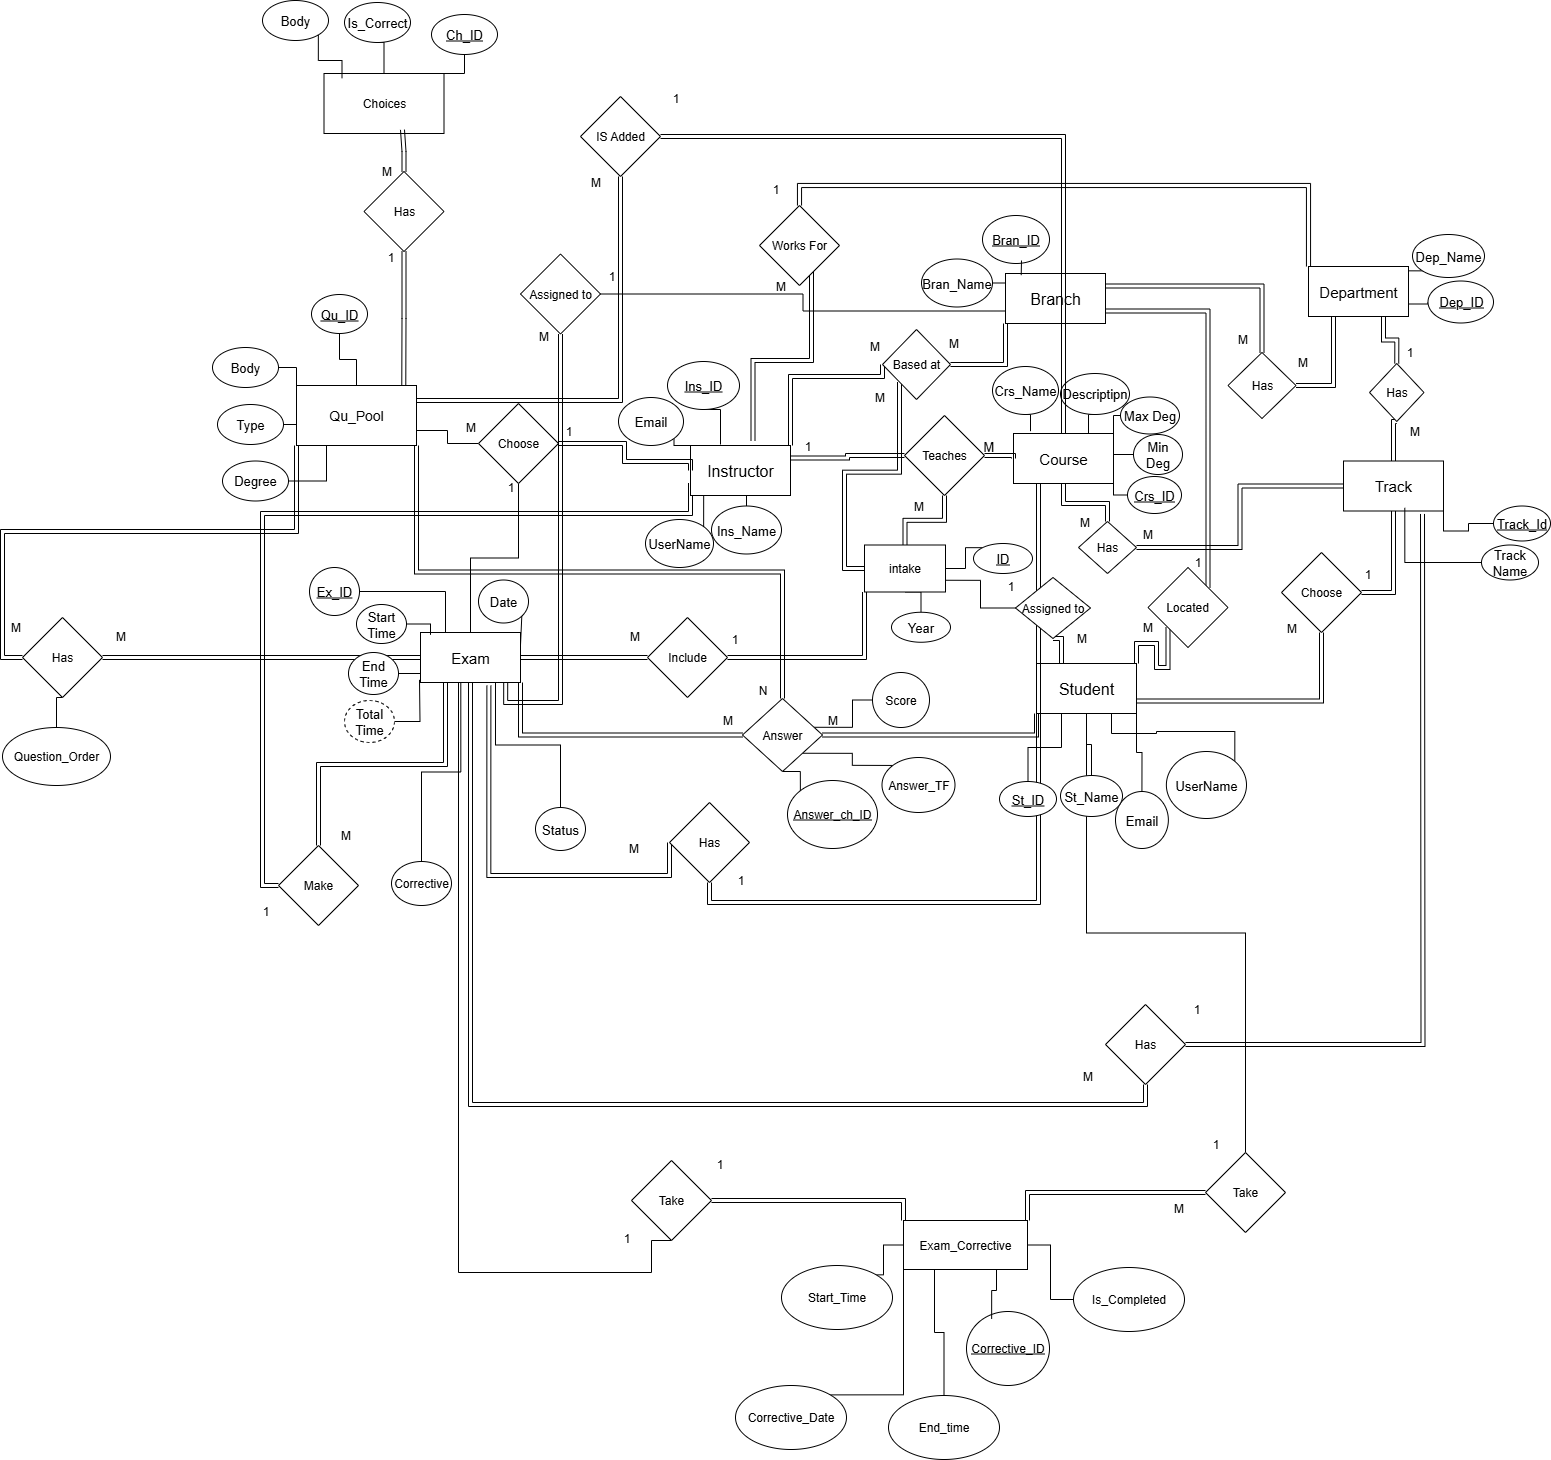 Body
Is_Correct
Ch_ID
Choices
1
IS Added
M
M
Has
1
1
Works For
Bran_ID
Dep_Name
1
Assigned to
M
Bran_Name
Branch
Department
Dep_ID
Qu_ID
M
M
Based at
M
M
M
1
Body
Has
Has
Ins_ID
Crs_Name
Descriptipn
M
Type
Qu_Pool
M
Choose
1
Email
Max Deg
M
1
Teaches
M
Course
Min
Deg
Instructor
Degree
1
Crs_ID
Track
M
M
M
Has
Track_Id
UserName
Ins_Name
ID
Track
Name
1
intake
Ex_ID
Date
1
Assigned to
Located
Choose
1
Start
Time
Year
M
M
M
M
1
M
M
Has
Exam
Include
End
Time
Student
N
Score
Total
Time
M
Answer
M
Question_Order
Answer_TF
St_ID
St_Name
UserName
Answer_ch_ID
Email
Status
M
M
Has
Make
Corrective
1
1
1
Has
M
1
1
Take
Take
M
1
Exam_Corrective
Start_Time
Is_Completed
Corrective_ID
Corrective_Date
End_time